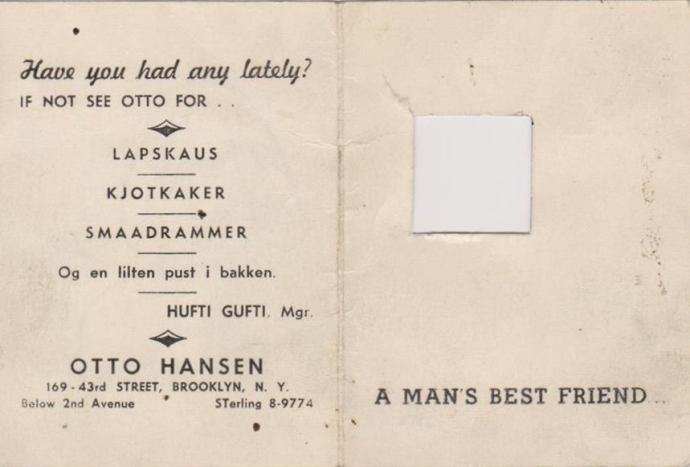 Have you had any lately?
IF NOT SEE OTTO FOR . .
LAPSKAUS
KJOTKAKER
SMAADRAMMER
Og en lilten pust i bakken.
HUFTI GUFTI, Mgr.
OTTO HANSEN
169 - 43rd STREET, BROOKLYN, N. Y.
Below 2nd Avenue STerling 8-9774
A MAN'S BEST FRIEND...